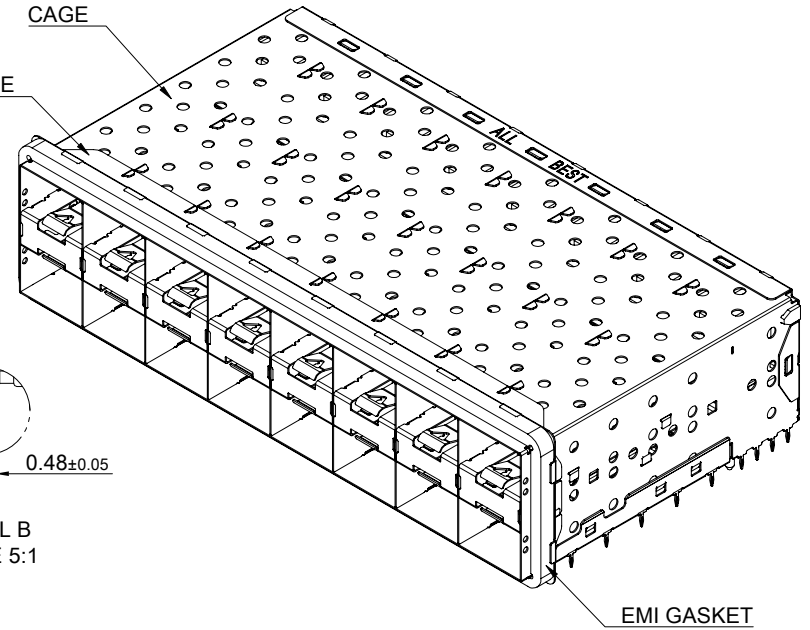 CAGE
E
ALL BEST
0.48±0.05
L B
E 5:1
EMI GASKET